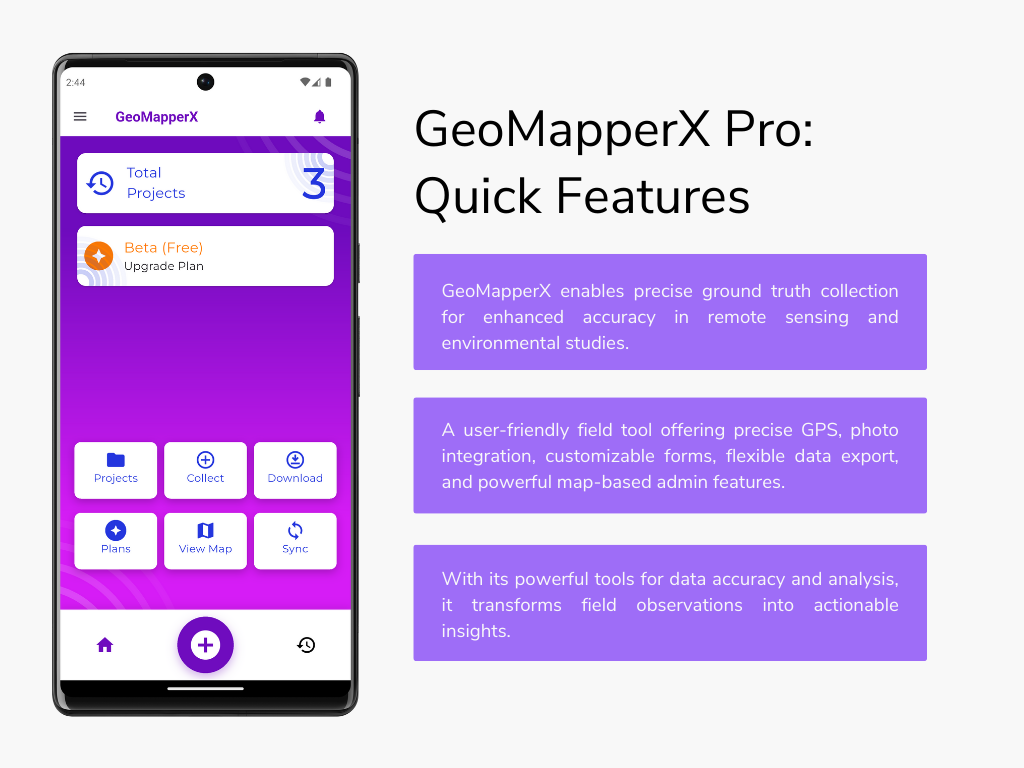 2:44
GeoMapperX
Total
Projects
3
Beta (Free)
Upgrade Plan
Projects
Collect
Download
Plans
View Map
Sync
GeoMapperX Pro:
Quick Features
GeoMapperX enables precise ground truth collection
for enhanced accuracy in remote sensing and
environmental studies.
A user-friendly field tool offering precise GPS, photo
integration, customizable forms, flexible data export,
and powerful map-based admin features.
With its powerful tools for data accuracy and analysis,
it transforms field observations into actionable
insights.